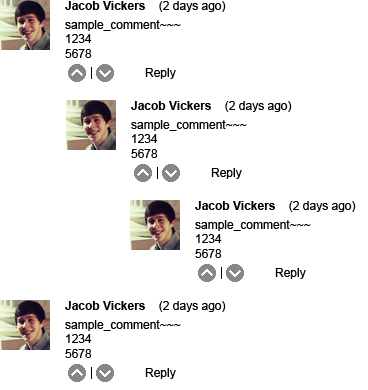 Jacob Vickers (2 days ago)
sample_comment~~~
1234
5678
| Reply
Jacob Vickers (2 days ago)
sample_comment~~~
1234
5678
| Reply
Jacob Vickers (2 days ago)
sample_comment~~~
1234
5678
| Reply
Jacob Vickers (2 days ago)
sample_comment~~~
1234
5678
| Reply